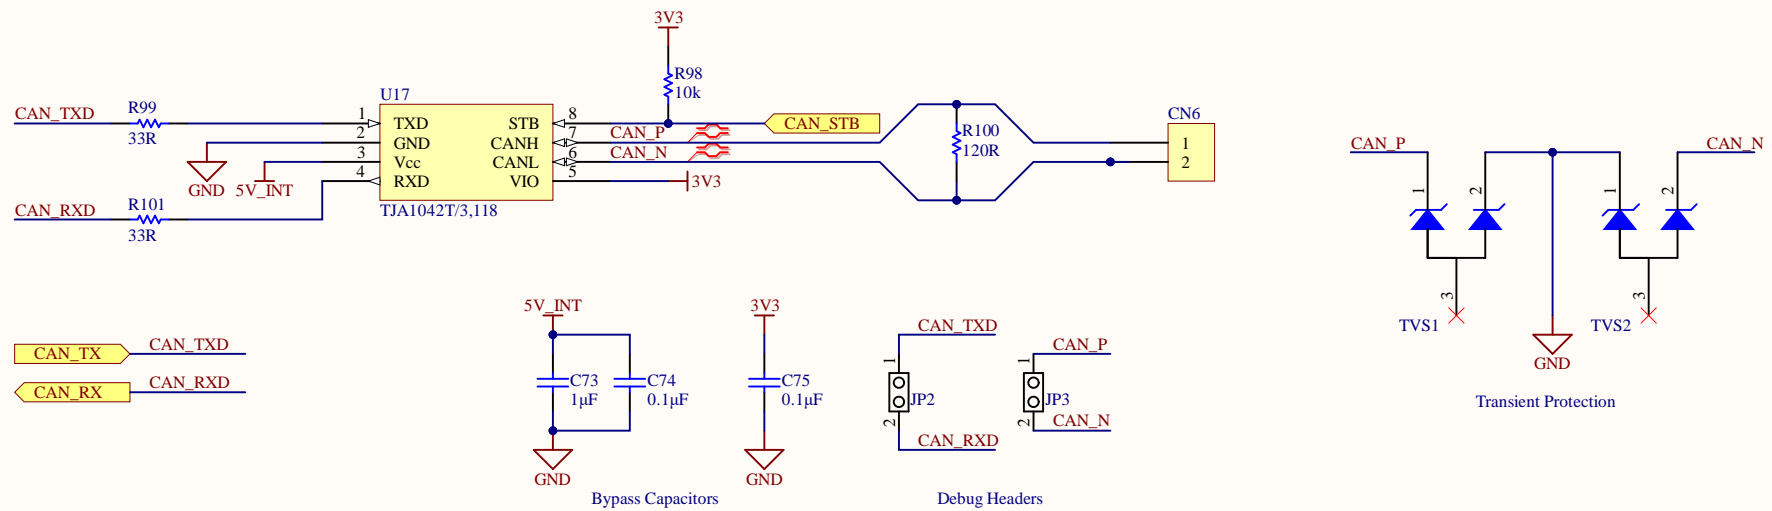 3V3
R98
10k
CAN_TXD
R99
33R
U17
1
2
3
4
TXD
GND
Vcc
RXD
STB
CANH
CANL
VIO
8
7
6
5
TJA1042T/3,118
GND
5V_INT
CAN_RXD
R101
33R
CAN_P
CAN_N
CAN_STB
3V3
R100
120R
CN6
1
2
CAN_P
CAN_N
1
2
1
2
3
3
TVS1
TVS2
GND
Transient Protection
CAN_TX
CAN_TXD
CAN_RX
CAN_RXD
5V_INT
C73
1µF
C74
0.1µF
GND
3V3
C75
0.1µF
GND
Bypass Capacitors
CAN_TXD
1
JP2
2
CAN_RXD
CAN_P
1
JP3
2
CAN_N
Debug Headers